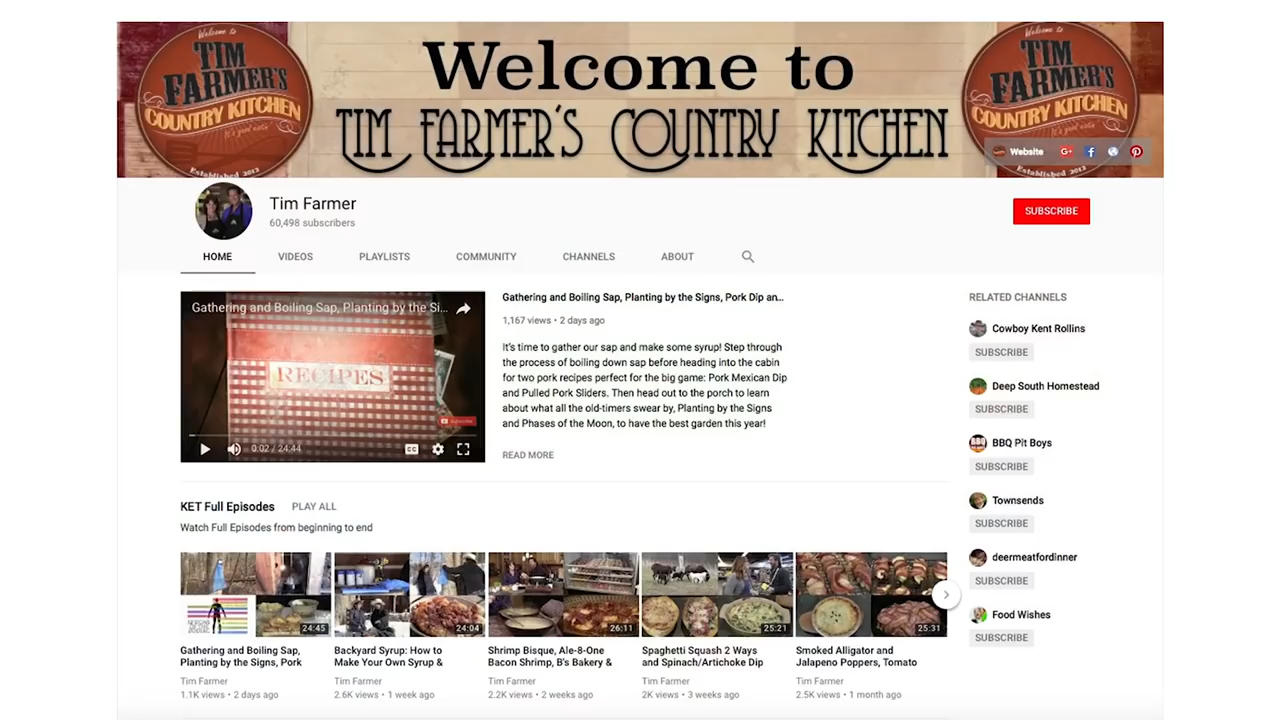 Welcome to
TIM
FARMER'S
COUNTRY KITCHEN
It's good eatin'
Established 2012
Welcome to
TIM FARMER'S COUNTRY KITCHEN
Welcome to
TIM
FARMER'S
COUNTRY KITCHEN
It's good eatin'
Established 2012
Website
G+
Tim Farmer
60,498 subscribers
SUBSCRIBE
HOME
VIDEOS
PLAYLISTS
COMMUNITY
CHANNELS
ABOUT
Gathering and Boiling Sap, Planting by the Si...
RECIPES
Subscribe
0:02 / 24:44
CC
Gathering and Boiling Sap, Planting by the Signs, Pork Dip an...
1,167 views • 2 days ago
It's time to gather our sap and make some syrup! Step through
the process of boiling down sap before heading into the cabin
for two pork recipes perfect for the big game: Pork Mexican Dip
and Pulled Pork Sliders. Then head out to the porch to learn
about what all the old-timers swear by, Planting by the Signs
and Phases of the Moon, to have the best garden this year!
READ MORE
KET Full Episodes PLAY ALL
Watch Full Episodes from beginning to end
24:45
Gathering and Boiling Sap,
Planting by the Signs, Pork
Tim Farmer
1.1K views • 2 days ago
24:04
Backyard Syrup: How to
Make Your Own Syrup &
Tim Farmer
2.6K views • 1 week ago
26:11
Shrimp Bisque, Ale-8-One
Bacon Shrimp, B's Bakery &
Tim Farmer
2.2K views • 2 weeks ago
25:21
Spaghetti Squash 2 Ways
and Spinach/Artichoke Dip
Tim Farmer
2K views • 3 weeks ago
25:31
Smoked Alligator and
Jalapeno Poppers, Tomato
Tim Farmer
2.5K views • 1 month ago
RELATED CHANNELS
Cowboy Kent Rollins
SUBSCRIBE
Deep South Homestead
SUBSCRIBE
BBQ Pit Boys
SUBSCRIBE
Townsends
SUBSCRIBE
deermeatfordinner
SUBSCRIBE
Food Wishes
SUBSCRIBE